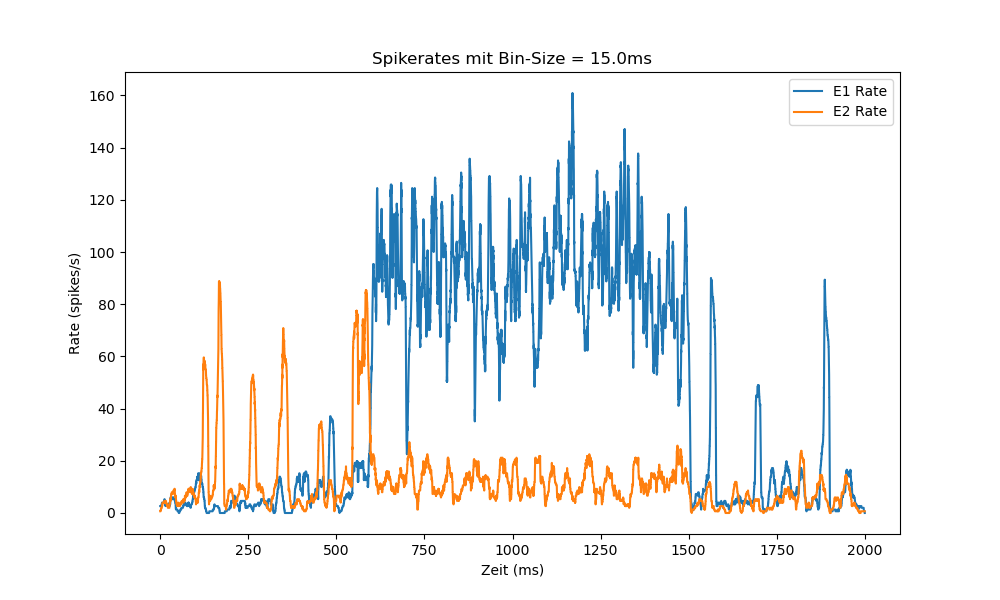 Spikerates mit Bin-Size = 15.0ms
E1 Rate
E2 Rate
160
140
120
100
80
60
40
20
0
Rate (spikes/s)
0 250 500 750 1000 1250 1500 1750 2000
Zeit (ms)